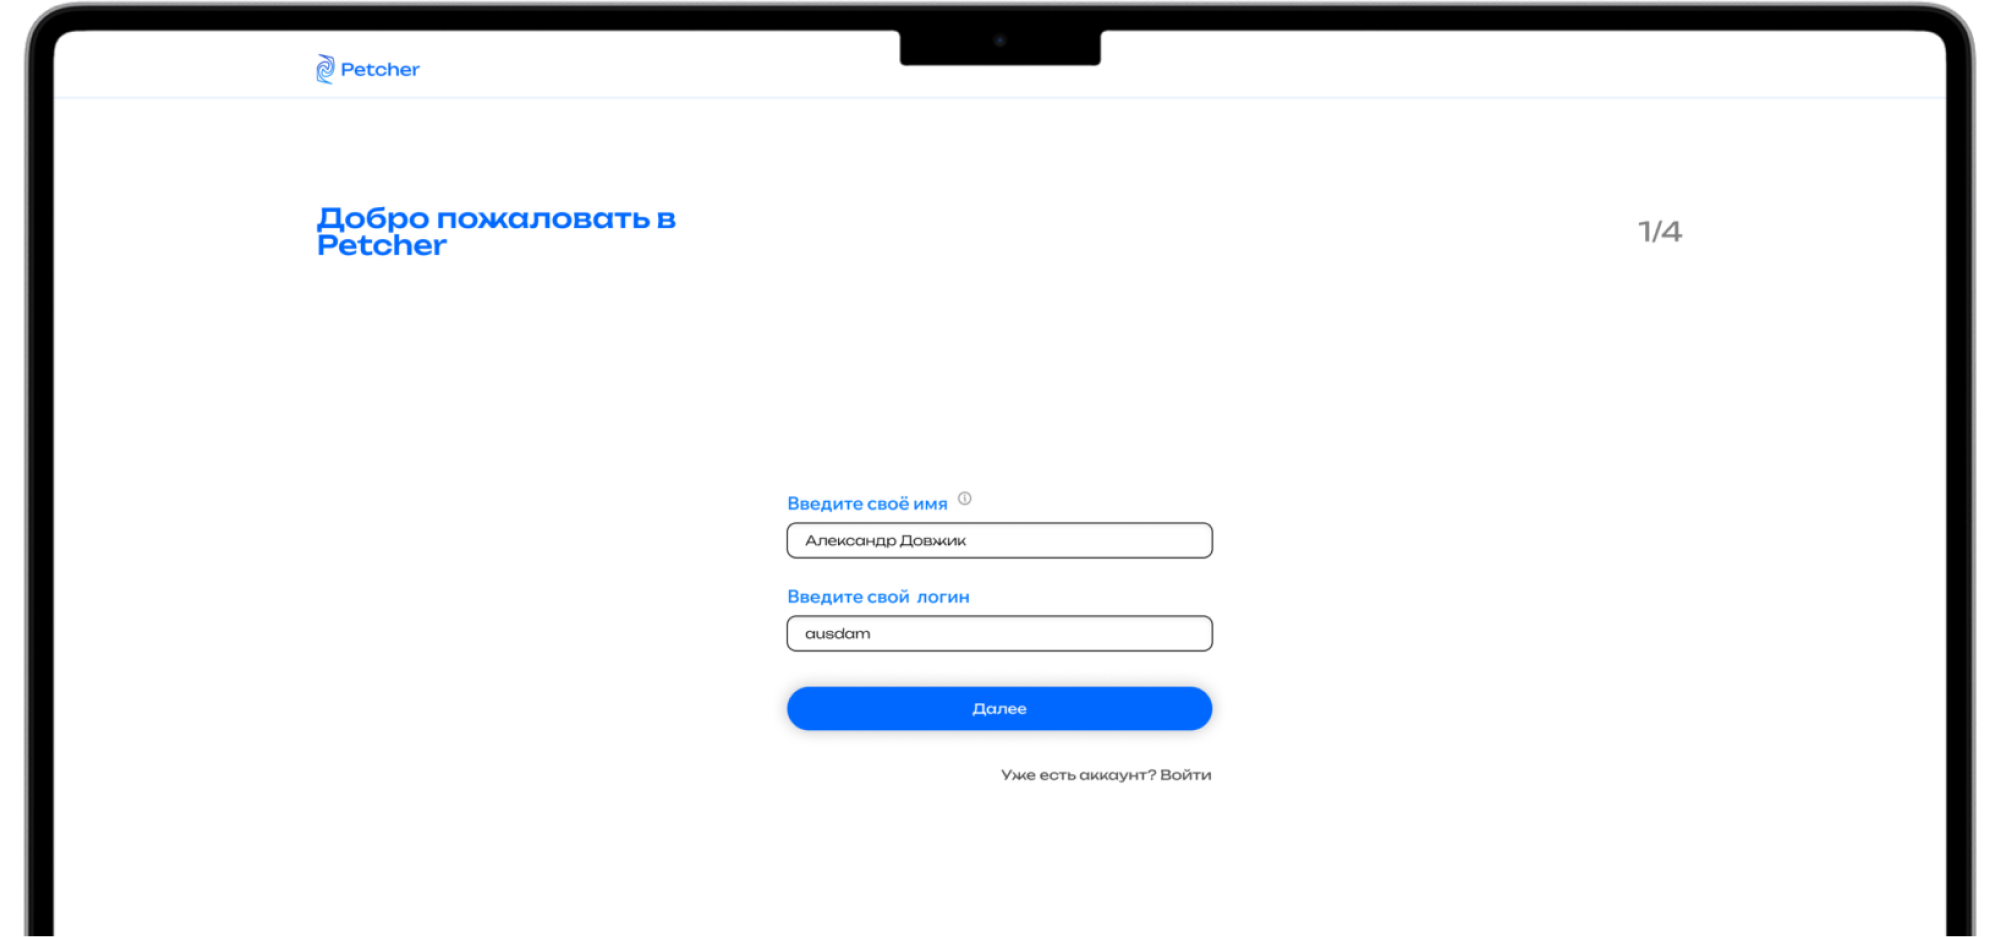 Petcher
Добро пожаловать в
Petcher
1/4
Введите своё имя
Александр Довжик
Введите свой логин
ausdam
Далее
Уже есть аккаунт? Войти